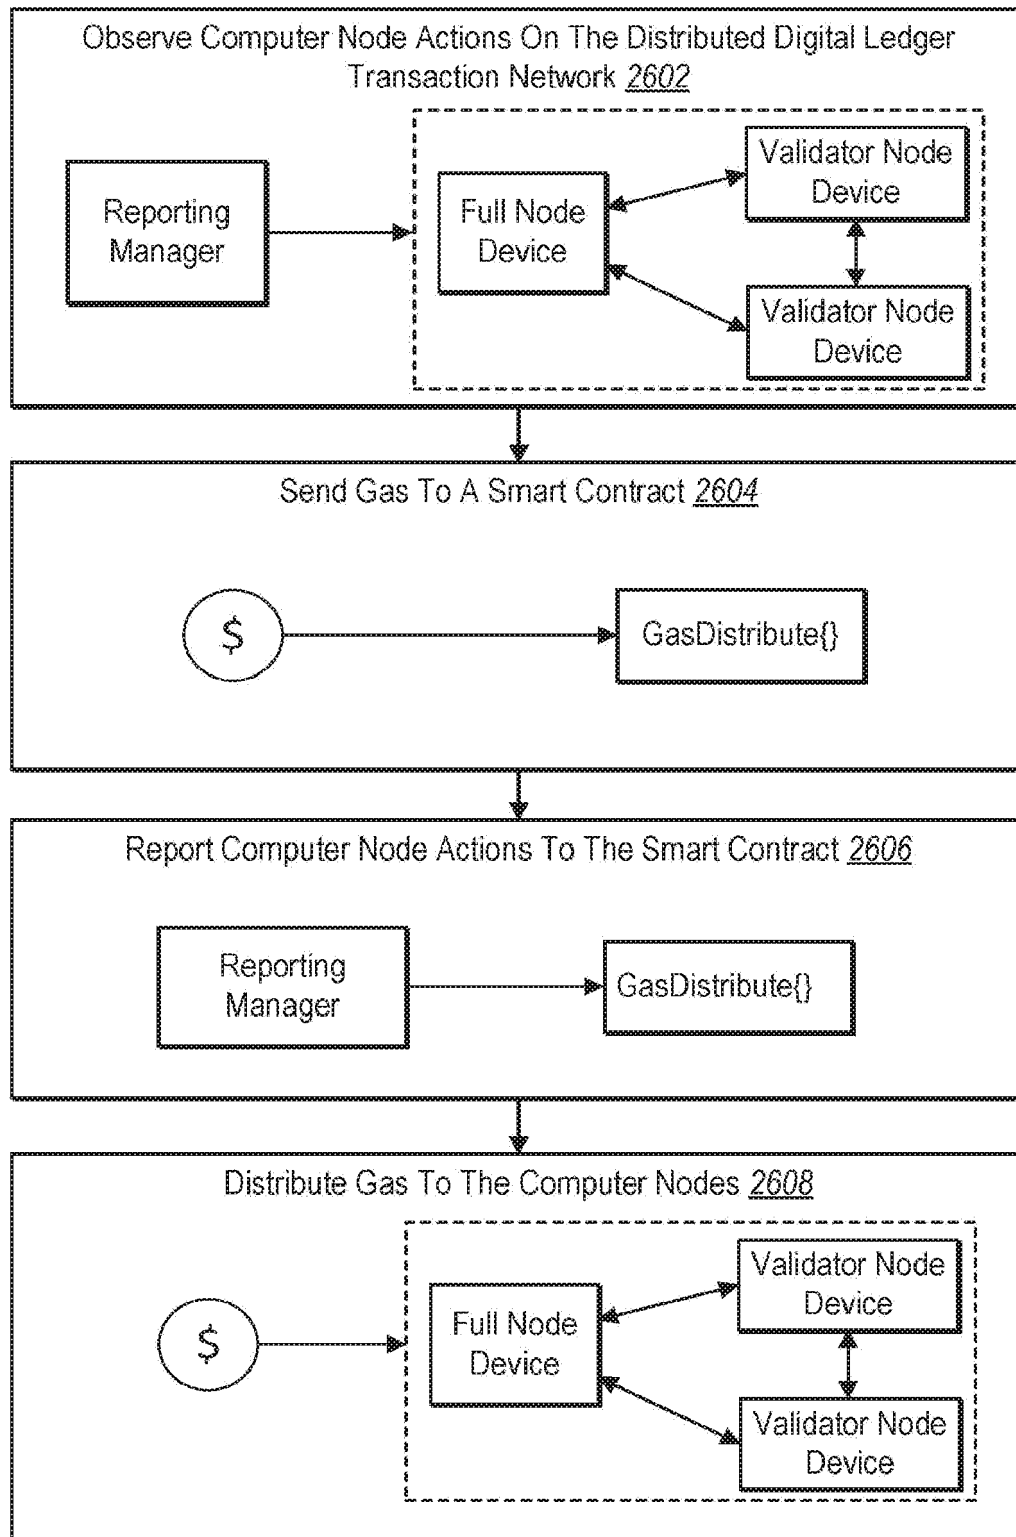 Observe Computer Node Actions On The Distributed Digital Ledger
Transaction Network 2602
Reporting
Manager
Full Node
Device
Validator Node
Device
Validator Node
Device
Send Gas To A Smart Contract 2604
$
GasDistribute{}
Report Computer Node Actions To The Smart Contract 2606
Reporting
Manager
GasDistribute{}
Distribute Gas To The Computer Nodes 2608
$
Full Node
Device
Validator Node
Device
Validator Node
Device